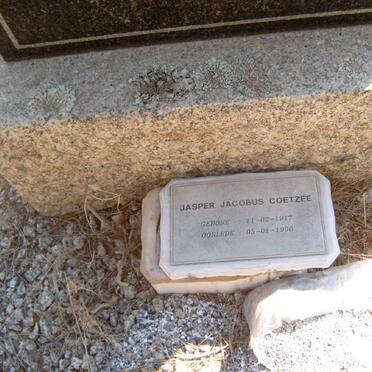 JASPER JACOBUS COETZEE
GEBORE : 11-02-1917
OORLEDE : 05-01-1996